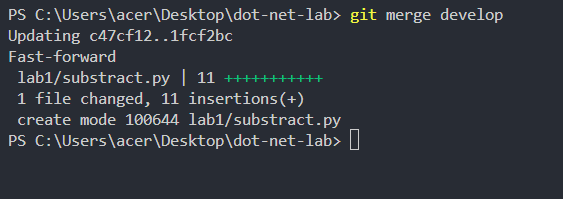 PS C:\Users\acer\Desktop\dot-net-lab> git merge develop
Updating c47cf12..1fcf2bc
Fast-forward
 lab1/substract.py | 11 +++++++++++
 1 file changed, 11 insertions(+)
 create mode 100644 lab1/substract.py
PS C:\Users\acer\Desktop\dot-net-lab>